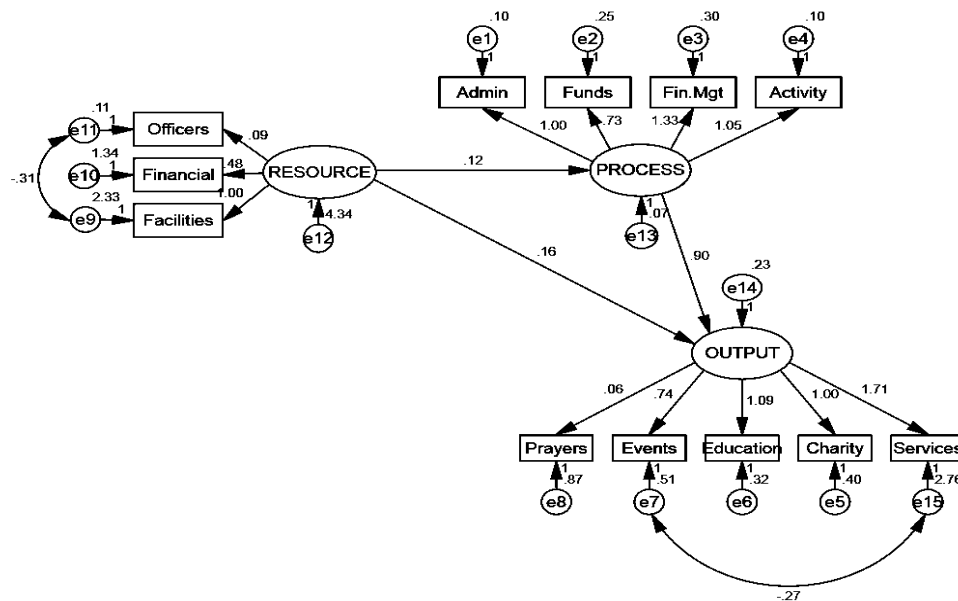 .10 .25 .30 .10
e1 e2 e3 e4
1 1 1 1
Admin Funds Fin.Mgt Activity
1.00 .73 1.33 1.05
.11
e11 1 Officers
.09
-.31
1.34
e10 1 Financial .48
2.33
e9 1 Facilities 1.00
RESOURCE .12 PROCESS
1 4.34
e12
1 .07
e13
.16
.90
.23
e14
1
OUTPUT
.06 .74 1.09 1.00 1.71
Prayers Events Education Charity Services
1 1 1 1 1
.87 .51 .32 .40 2.76
e8 e7 e6 e5 e15
-.27